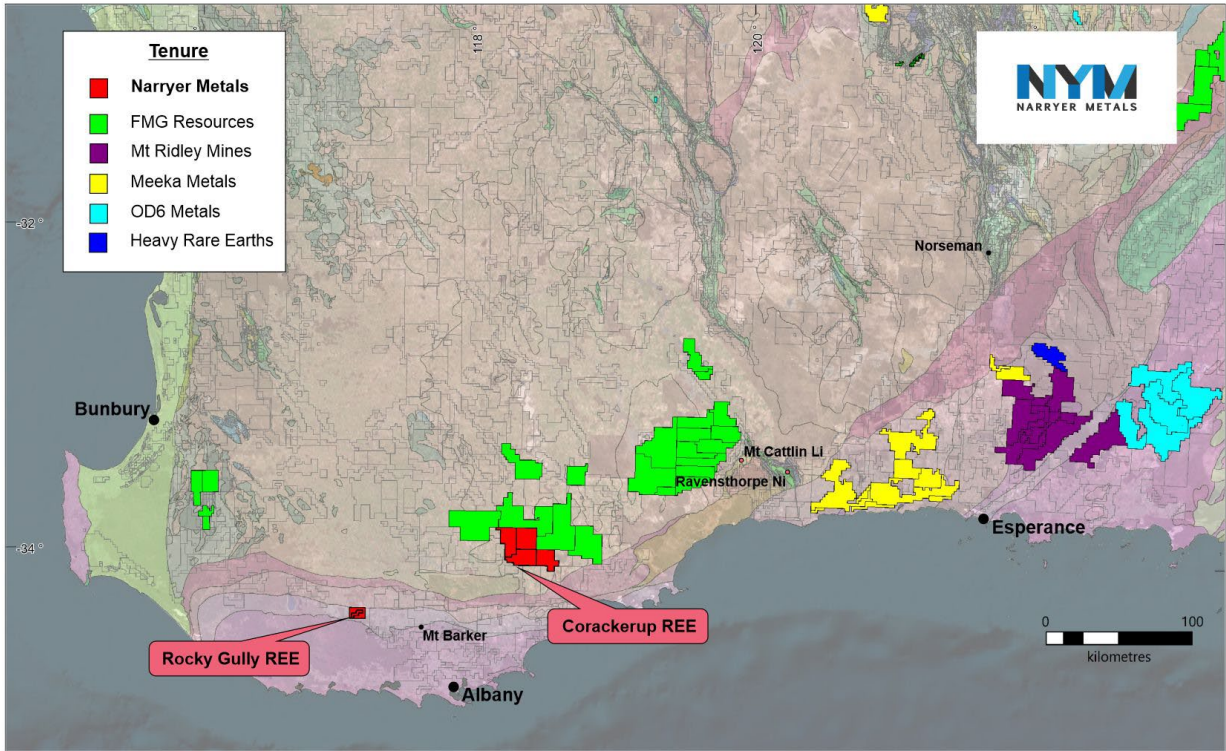 Tenure
Narryer Metals
FMG Resources
Mt Ridley Mines
Meeka Metals
OD6 Metals
Heavy Rare Earths
118
120
NYM
NARRYER METALS
-32 °
Norseman
Bunbury
Mt Cattlin Li
Ravensthorpe Ni
Esperance
-34 °
Corackerup REE
Rocky Gully REE
Mt Barker
Albany
0 100
kilometres